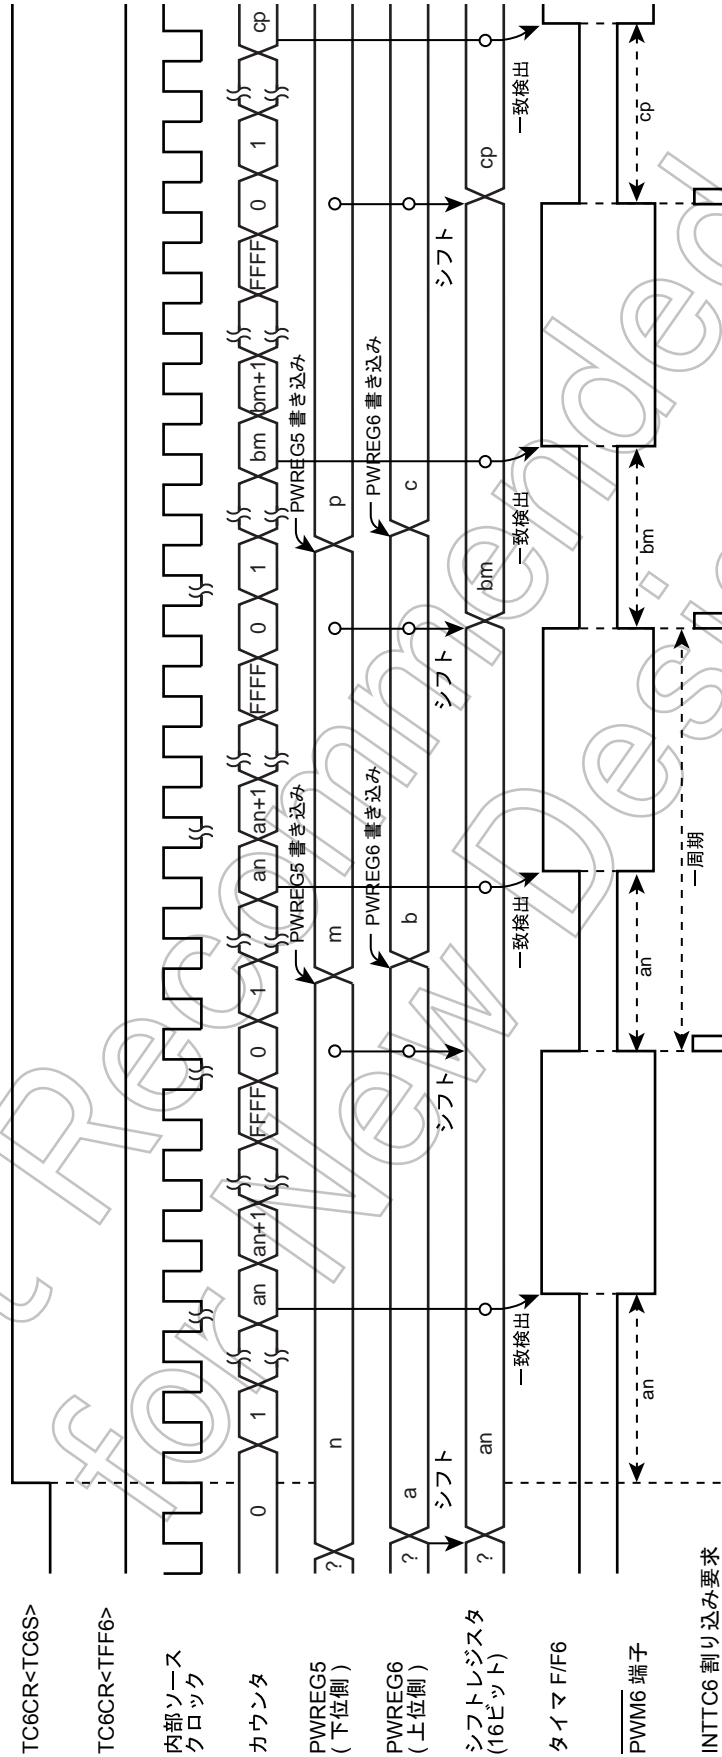 TC6CR<TC6S>
TC6CR<TFF6>
内部ソース
クロック
カウンタ
0
1
an
an+1
FFFF
0
1
an
an+1
FFFF
0
1
bm
bm+1
FFFF
0
1
cp
PWREG5
(下位側)
?
n
PWREG5 書き込み
m
PWREG5 書き込み
p
PWREG6
(上位側)
?
a
PWREG6 書き込み
b
PWREG6 書き込み
c
シフト
シフト
シフト
シフト
シフトレジスタ
(16ビット)
?
an
bm
cp
一致検出
一致検出
一致検出
一致検出
タイマ F/F6
PWM6 端子
an
an
bm
cp
一周期
INTTC6 割り込み要求
t Recommended
for New Desi